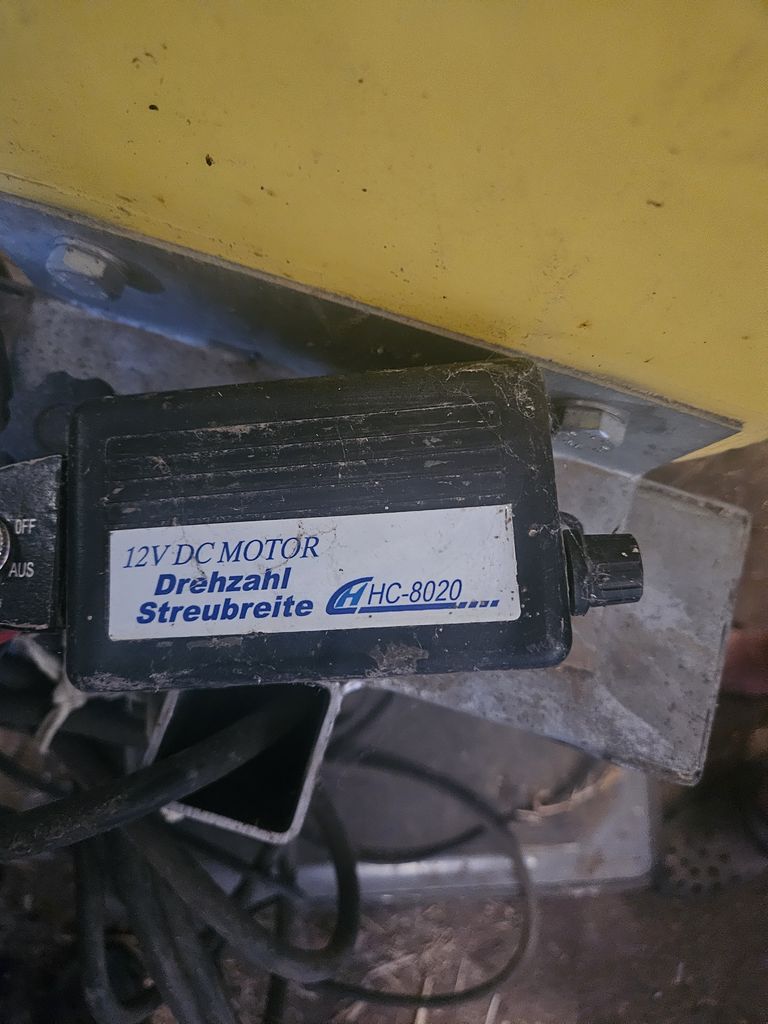 OFF
AUS
12V DC MOTOR
Drehzahl
Streubreite HC-8020